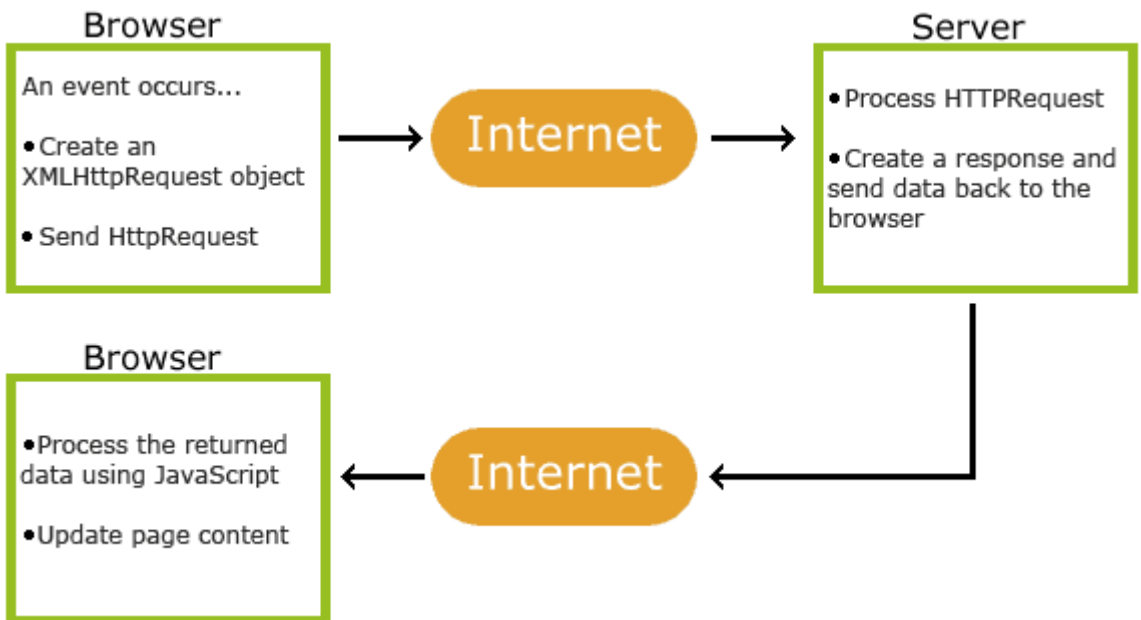 Browser
An event occurs...
•Create an
XMLHttpRequest object
• Send HttpRequest
Internet
Server
•Process HTTPRequest
•Create a response and
send data back to the
browser
Browser
•Process the returned
data using JavaScript
•Update page content
Internet